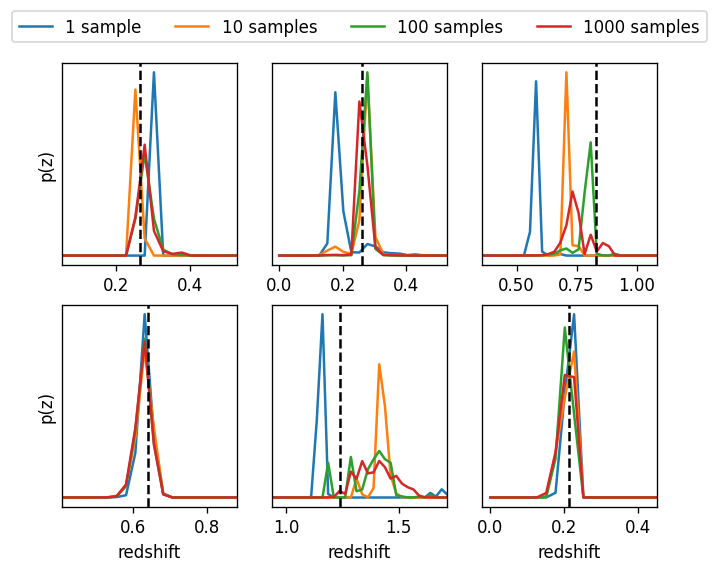 1 sample 10 samples 100 samples 1000 samples
p(z)
0.2 0.4
0.0 0.2 0.4
0.50 0.75 1.00
p(z)
0.6 0.8
1.0 1.5
0.0 0.2 0.4
redshift redshift redshift